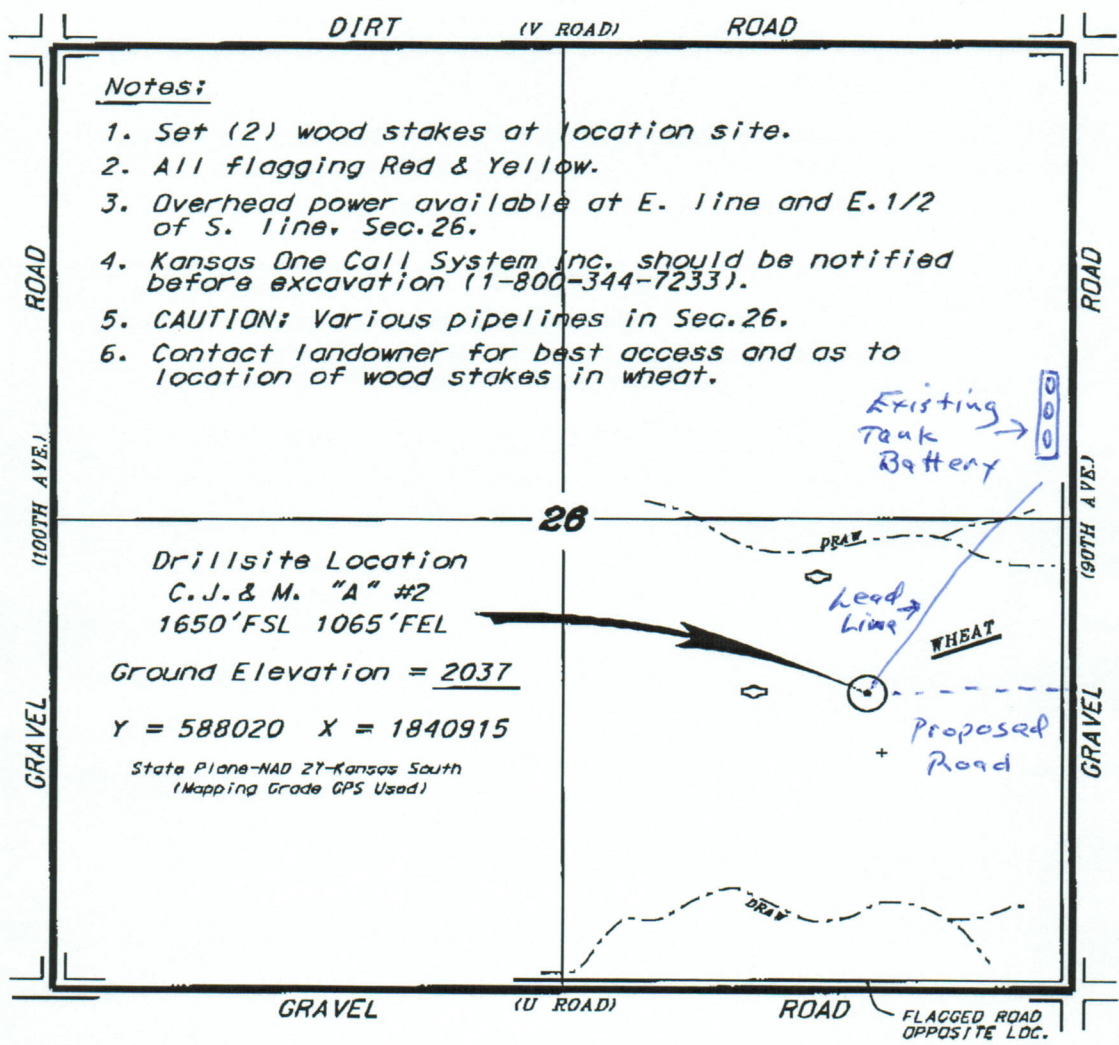 DIRT (V ROAD) ROAD
Notes:
1. Set (2) wood stakes at location site.
2. All flagging Red & Yellow.
3. Overhead power available at E. line and E.1/2
of S. line, Sec.26.
4. Kansas One Call System Inc. should be notified
before excavation (1-800-344-7233).
5. CAUTION: Various pipelines in Sec.26.
6. Contact landowner for best access and as to
location of wood stakes in wheat.
ROAD
(100TH AVE.)
GRAVEL
ROAD
(90TH AVE.)
GRAVEL
Existing
Tank
Battery
26
DRAW
Drillsite Location
C.J.& M. "A" #2
1650'FSL 1065'FEL
Lead
Line
WHEAT
Ground Elevation = 2037
Y = 588020 X = 1840915
State Plane-NAD 27-Kansas South
(Mapping Grade GPS Used)
Proposed
Road
DRAW
GRAVEL (U ROAD) ROAD
FLAGGED ROAD
OPPOSITE LOC.